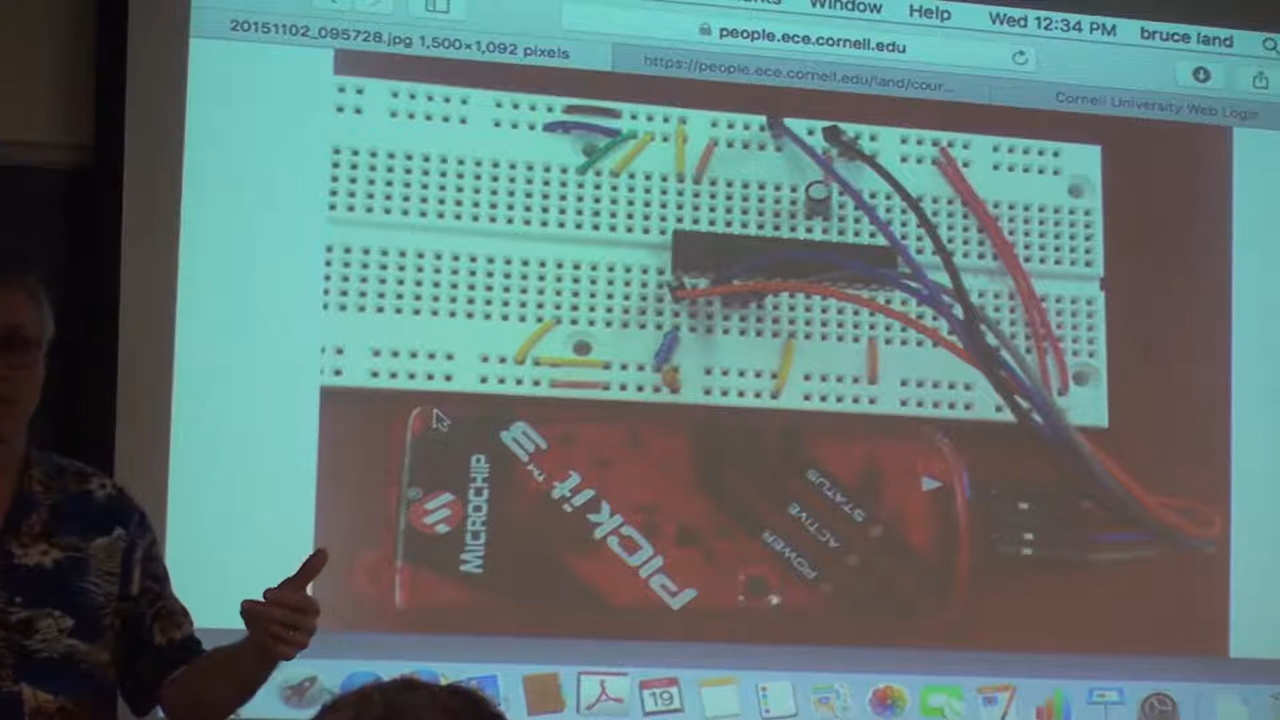 Window Help Wed 12:34 PM bruce land
people.ece.cornell.edu
20151102_095728.jpg 1,500×1,092 pixels
https://people.ece.cornell.edu/land/cour...
Cornell University Web Login
MICROCHIP
®
PICkit™ 3
POWER
ACTIVE
STATUS
19